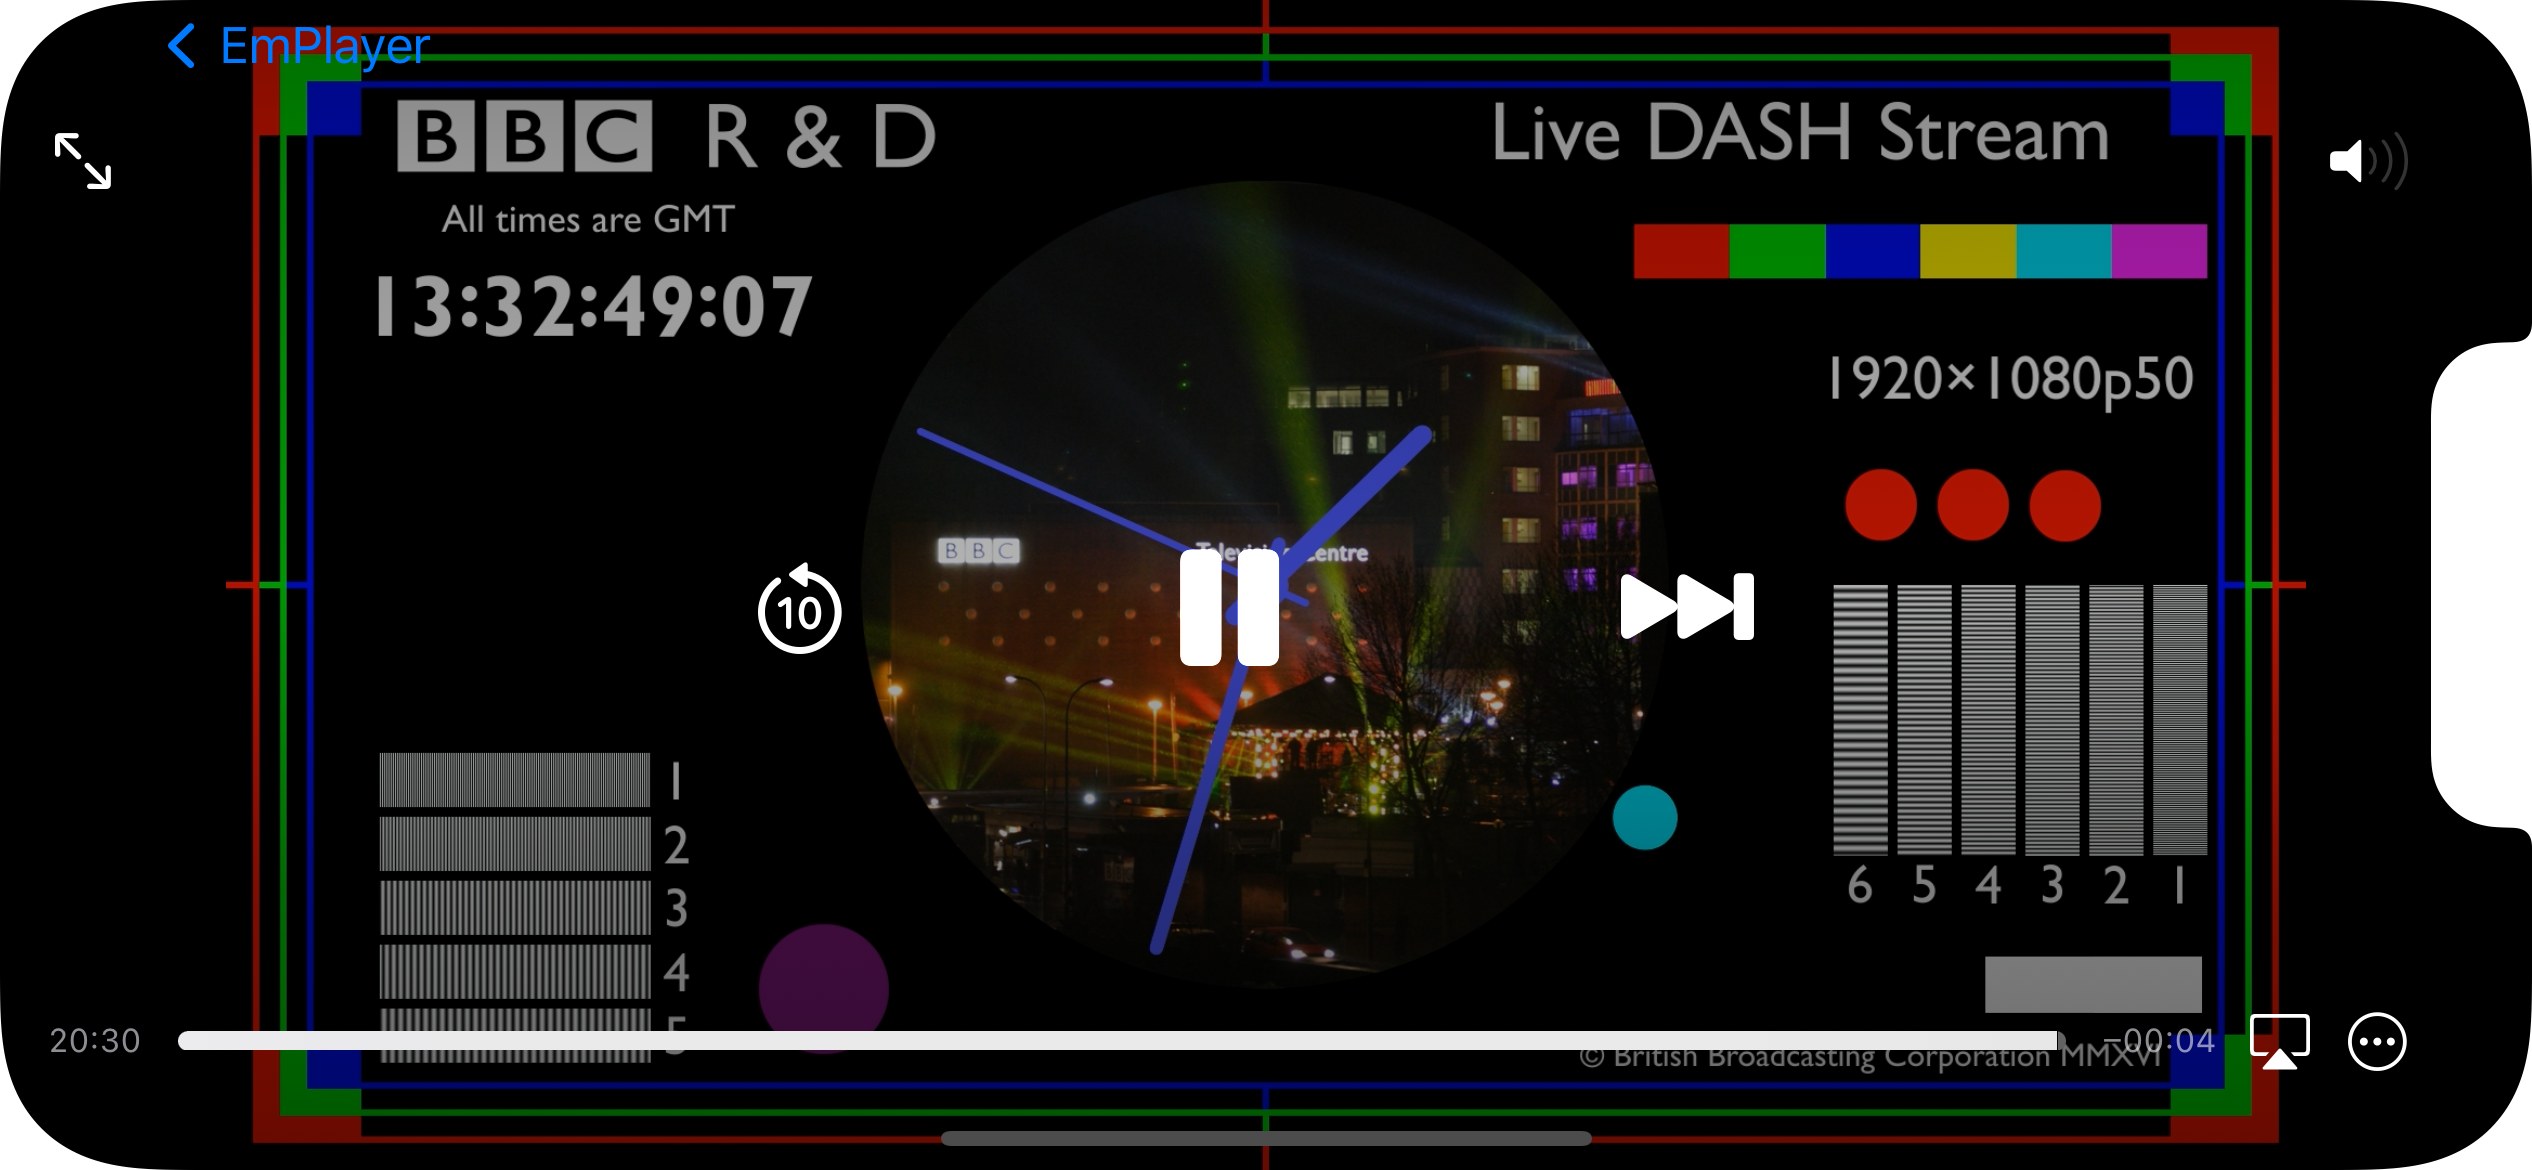 EmPlayer
BBC R & D
Live DASH Stream
All times are GMT
13:32:49:07
1920×1080p50
BBC
Centre
10
1
2
3
4
5
6 5 4 3 2 1
20:30
-00:04
© British Broadcasting Corporation MMXVI